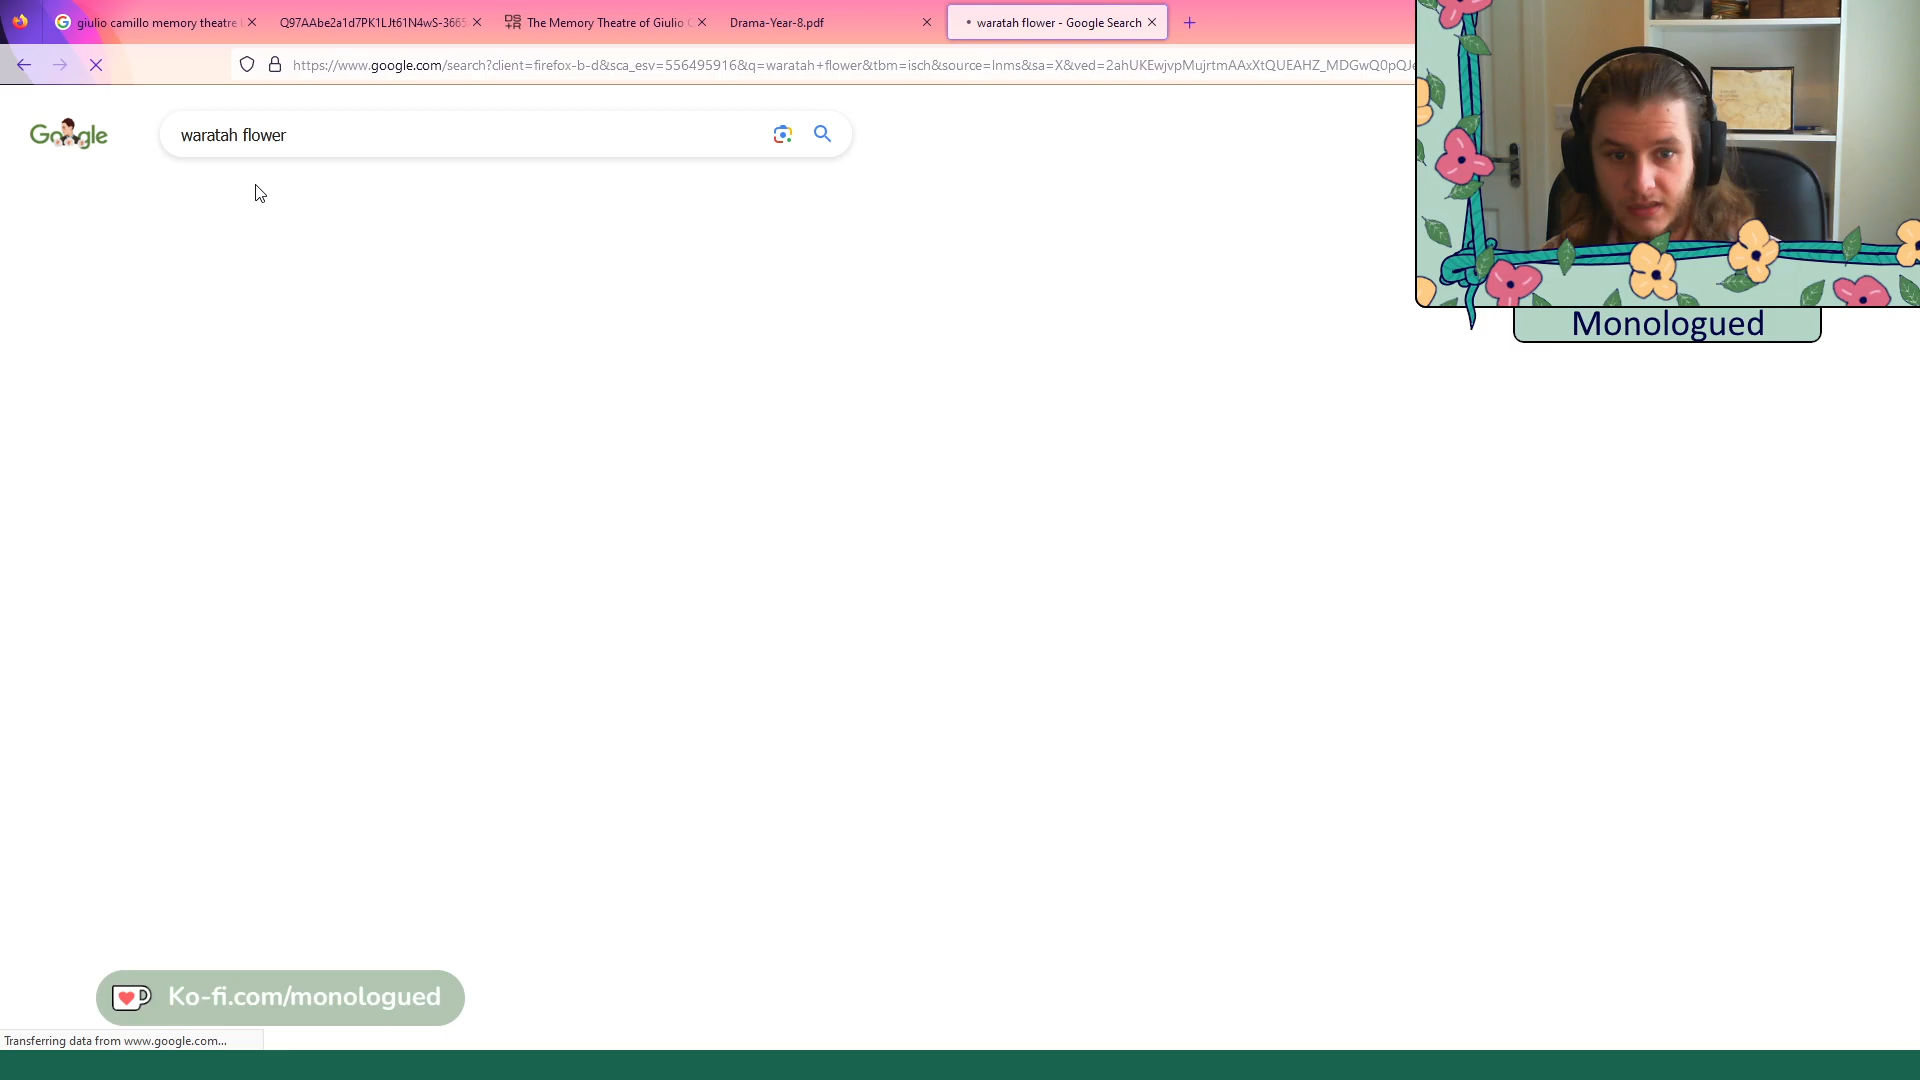 giulio camillo memory theatre
Q97AAbe2a1d7PK1LJt61N4wS-3665
The Memory Theatre of Giulio C
Drama-Year-8.pdf
waratah flower - Google Search
https://www.google.com/search?client=firefox-b-d&sca_esv=556495916&q=waratah+flower&tbm=isch&source=lnms&sa=X&ved=2ahUKEwjvpMujrtmAAxXtQUEAHZ_MDGwQ0pQJe
Google
waratah flower
Monologued
Ko-fi.com/monologued
Transferring data from www.google.com...